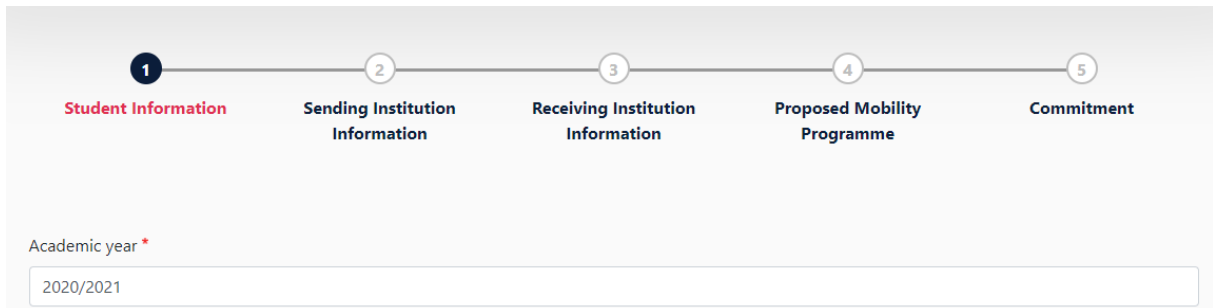 1 2 3 4 5
Student Information Sending Institution Receiving Institution Proposed Mobility Commitment
Information Information Programme
Academic year *
2020/2021